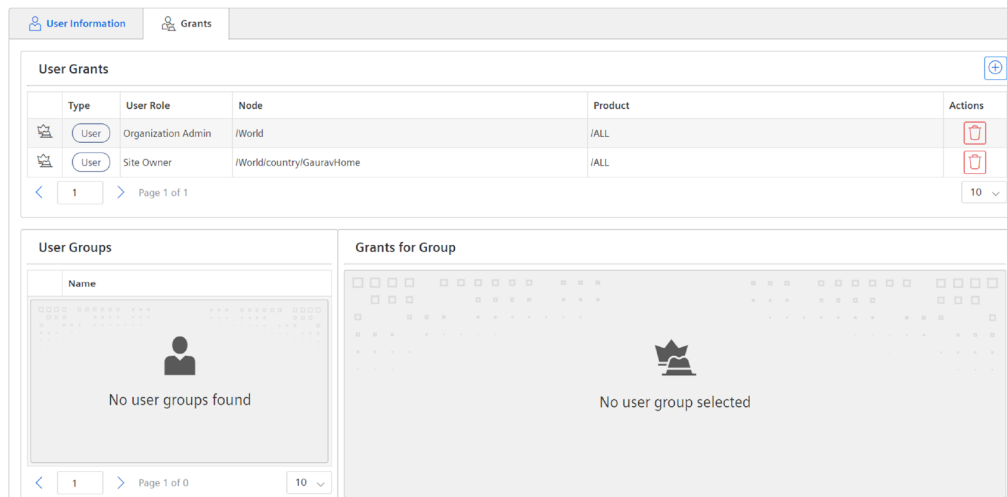 User Information
Grants
User Grants
Type User Role Node Product Actions
User Organization Admin /World /ALL
User Site Owner /World/country/GauravHome /ALL
1 Page 1 of 1 10
User Groups
Name
No user groups found
1 Page 1 of 0 10
Grants for Group
No user group selected